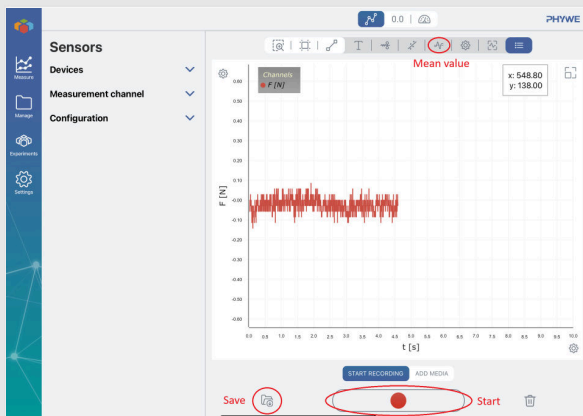 0.0
PHYWE
Measure
Manage
Experiments
Settings
Sensors
Devices
Measurement channel
Configuration
T
Mean value
Channels
F [N]
x: 548.80
y: 138.00
0.60
0.40
0.30
0.20
0.10
-0.00
-0.10
-0.20
-0.40
-0.50
-0.60
F [N]
0.0 0.5 1.0 1.5 2.0 2.5 3.0 3.5 4.0 4.5 5.0 5.5 6.0 6.5 7.0 7.5 8.0 8.5 9.0 9.5 10.0
t [s]
START RECORDING ADD MEDIA
Save
Start